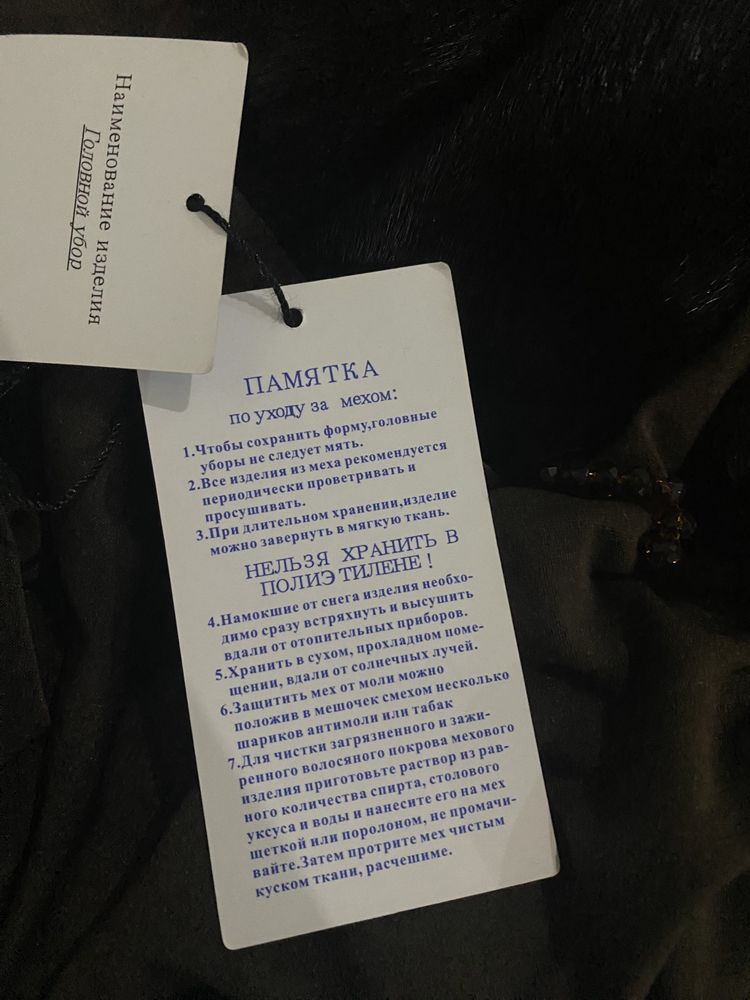 Наименование изделия
Головной убор
ПАМЯТКА
по уходу за мехом:
1.Чтобы сохранить форму,головные
уборы не следует мять.
2.Все изделия из меха рекомендуется
периодически проветривать и
просушивать.
3.При длительном хранении,изделие
можно завернуть в мягкую ткань.
НЕЛЬЗЯ ХРАНИТЬ В
ПОЛИЭТИЛЕНЕ!
4.Намокшие от снега изделия необхо-
димо сразу встряхнуть и высушить
вдали от отопительных приборов.
5.Хранить в сухом, прохладном поме-
щении, вдали от солнечных лучей.
6.Защитить мех от моли можно
положив в мешочек смехом несколько
шариков антимоли или табак
7.Для чистки загрязненного и зажи-
ренного волосяного покрова мехового
изделия приготовьте раствор из рав-
ного количества спирта, столового
уксуса и воды и нанесите его на мех
щеткой или поролоном, не промачи-
вайте.Затем протрите мех чистым
куском ткани, расчешиме.